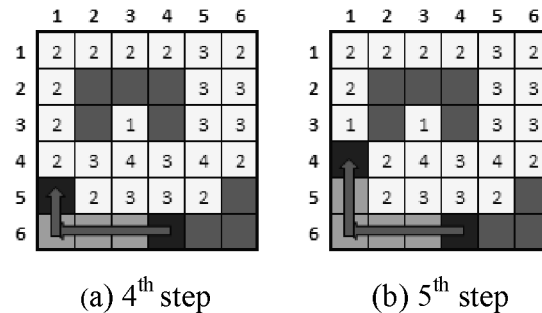 1 2 3 4 5 6
1 2 2 2 2 3 2
2 2 3 3
3 2 1 3 3
4 2 3 4 3 4 2
5 2 3 3 2
6
(a) 4th step
1 2 3 4 5 6
1 2 2 2 2 3 2
2 2 3 3
3 1 1 3 3
4 2 4 3 4 2
5 2 3 3 2
6
(b) 5th step